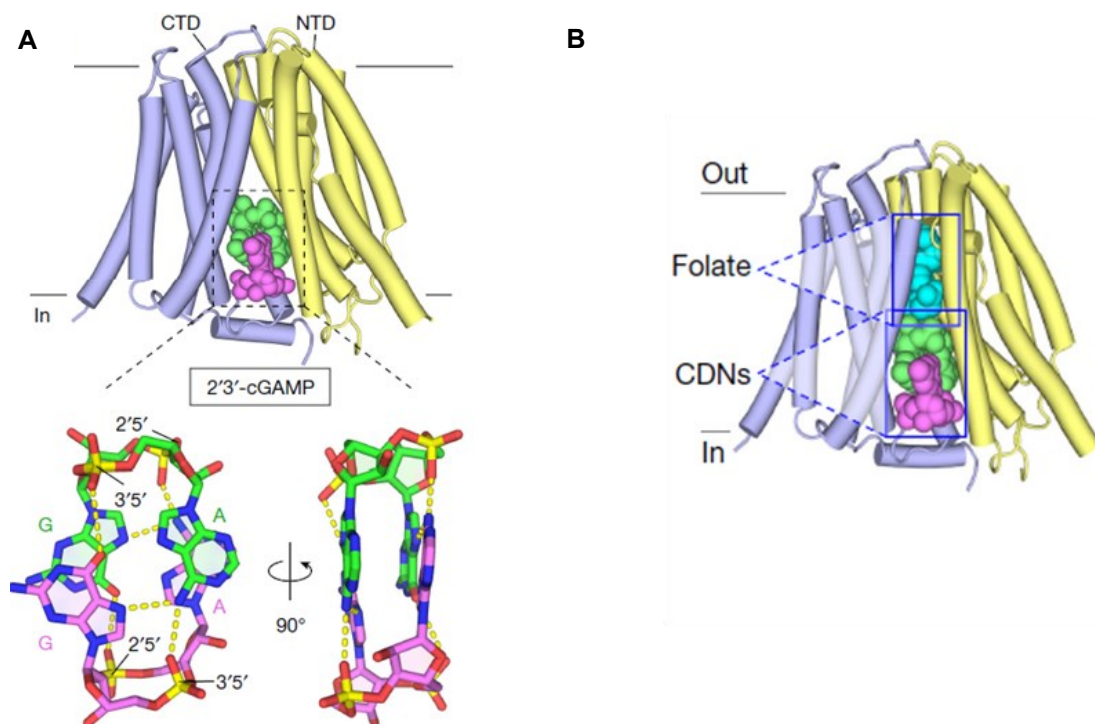 A
CTD
NTD
In
2′3′-cGAMP
2′5′
3′5′
G
A
G
A
2′5′
3′5′
90°
B
Out
Folate
CDNs
In